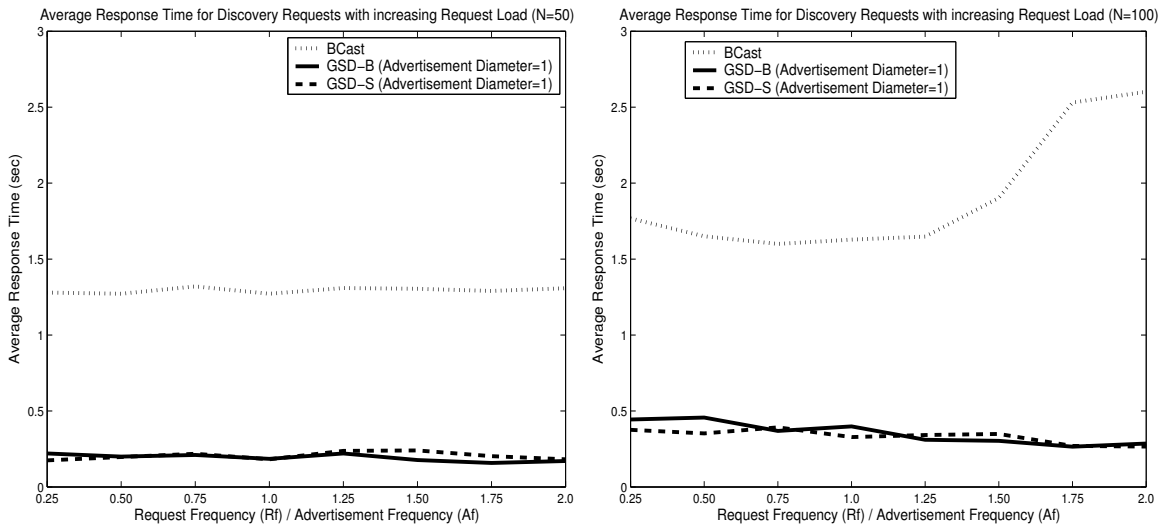 Average Response Time for Discovery Requests with increasing Request Load (N=50)
3
2.5
2
1.5
1
0.5
0
Average Response Time (sec)
BCast
GSD−B (Advertisement Diameter=1)
GSD−S (Advertisement Diameter=1)
0.25 0.50 0.75 1.0 1.25 1.50 1.75 2.0
Request Frequency (Rf) / Advertisement Frequency (Af)
Average Response Time for Discovery Requests with increasing Request Load (N=100)
3
2.5
2
1.5
1
0.5
0
Average Response Time (sec)
BCast
GSD−B (Advertisement Diameter=1)
GSD−S (Advertisement Diameter=1)
0.25 0.50 0.75 1.0 1.25 1.50 1.75 2.0
Request Frequency (Rf) / Advertisement Frequency (Af)